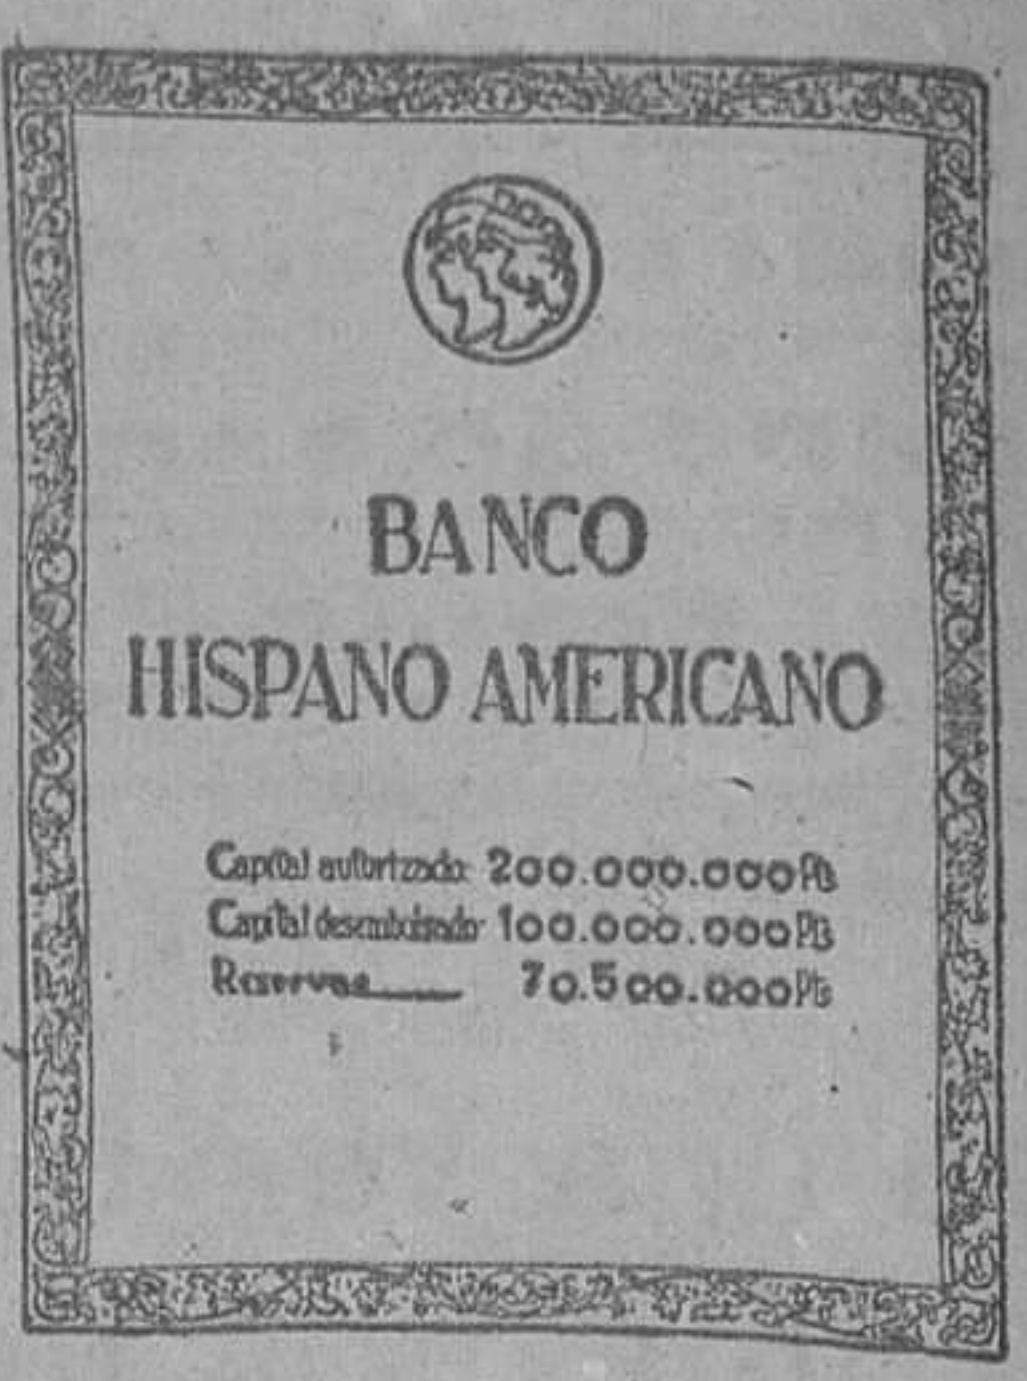 BANCO
HISPANO AMERICANO
Capital autorizado: 200.000.000 Pts
Capital desembolsado: 100.000.000 Pts
Reservas 70.500.000 Pts